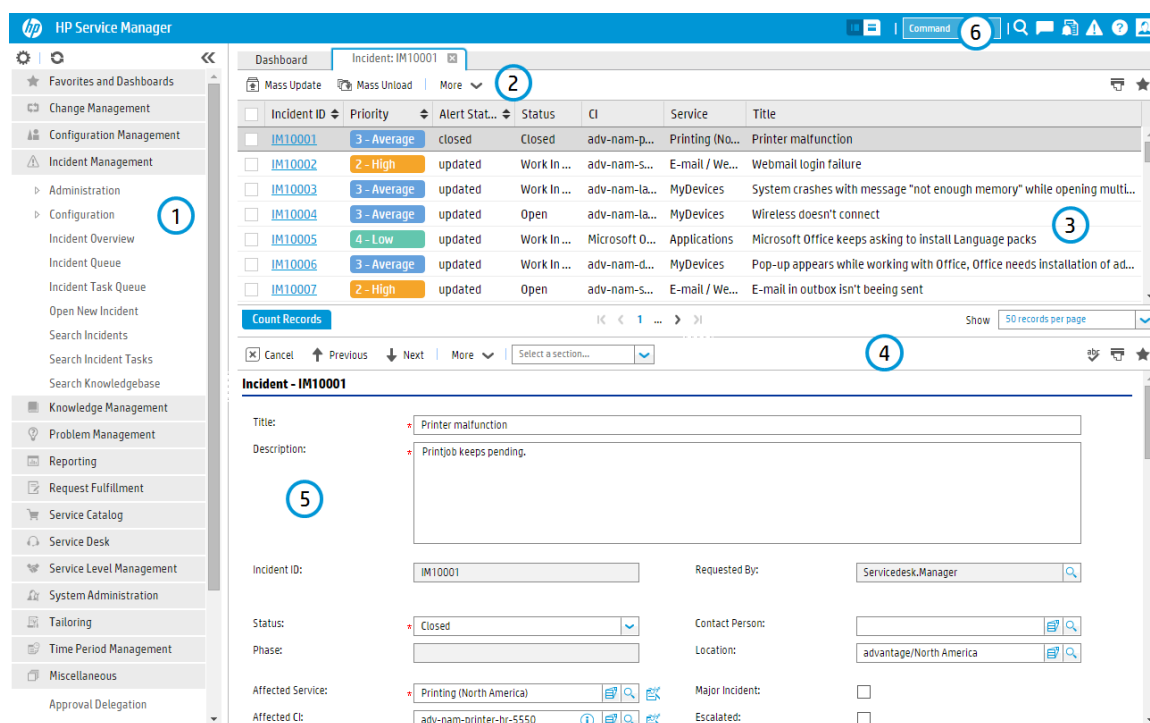 hp HP Service Manager
Command 6
Favorites and Dashboards
Change Management
Configuration Management
Incident Management
Administration
Configuration
1
Incident Overview
Incident Queue
Incident Task Queue
Open New Incident
Search Incidents
Search Incident Tasks
Search Knowledgebase
Knowledge Management
Problem Management
Reporting
Request Fulfillment
Service Catalog
Service Desk
Service Level Management
System Administration
Tailoring
Time Period Management
Miscellaneous
Approval Delegation
Dashboard Incident: IM10001
Mass Update Mass Unload More 2
Incident ID Priority Alert Stat... Status CI Service Title
IM10001 3 - Average closed Closed adv-nam-p... Printing (No... Printer malfunction
IM10002 2 - High updated Work In ... adv-nam-s... E-mail / We... Webmail login failure
IM10003 3 - Average updated Work In ... adv-nam-la... MyDevices System crashes with message "not enough memory" while opening multi...
IM10004 3 - Average updated Open adv-nam-la... MyDevices Wireless doesn't connect
3
IM10005 4 - Low updated Work In ... Microsoft O... Applications Microsoft Office keeps asking to install Language packs
IM10006 3 - Average updated Work In ... adv-nam-d... MyDevices Pop-up appears while working with Office, Office needs installation of ad...
IM10007 2 - High updated Open adv-nam-s... E-mail / We... E-mail in outbox isn't beeing sent
Count Records 1 ... Show 50 records per page
Cancel Previous Next More Select a section... 4 abc
Incident - IM10001
Title: * Printer malfunction
Description: * Printjob keeps pending.
5
Incident ID: IM10001 Requested By: Servicedesk.Manager
Status: * Closed Contact Person:
Phase: Location: advantage/North America
Affected Service: * Printing (North America) Major Incident:
Affected CI: adv-nam-printer-hr-5550 Escalated: